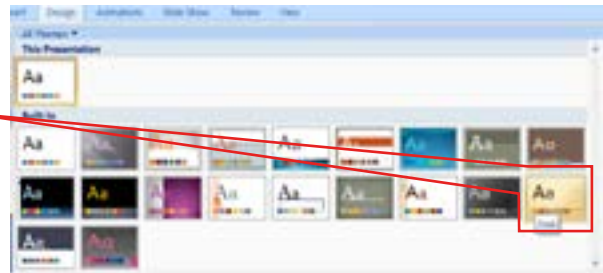 Design Animations Slide Show Review View
All Themes
This Presentation
Aa
Built-In
Aa Aa Aa Aa Aa Aa Aa Aa
Aa Aa A Aa Aa Aa Aa Aa Aa
Aa Aa